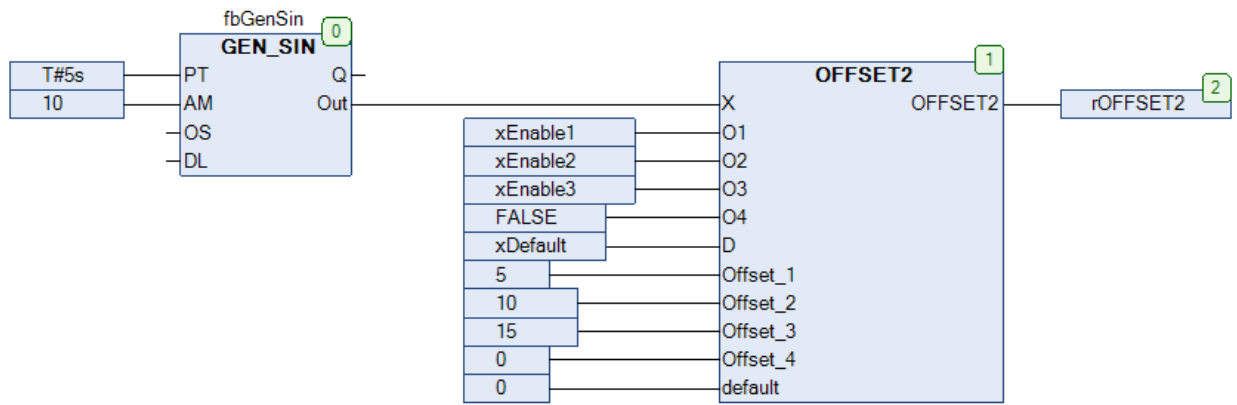 fbGenSin
0
GEN_SIN
T#5s PT Q
10 AM Out
OS
DL
1
OFFSET2
X OFFSET2 rOFFSET2 2
xEnable1 O1
xEnable2 O2
xEnable3 O3
FALSE O4
xDefault D
5 Offset_1
10 Offset_2
15 Offset_3
0 Offset_4
0 default